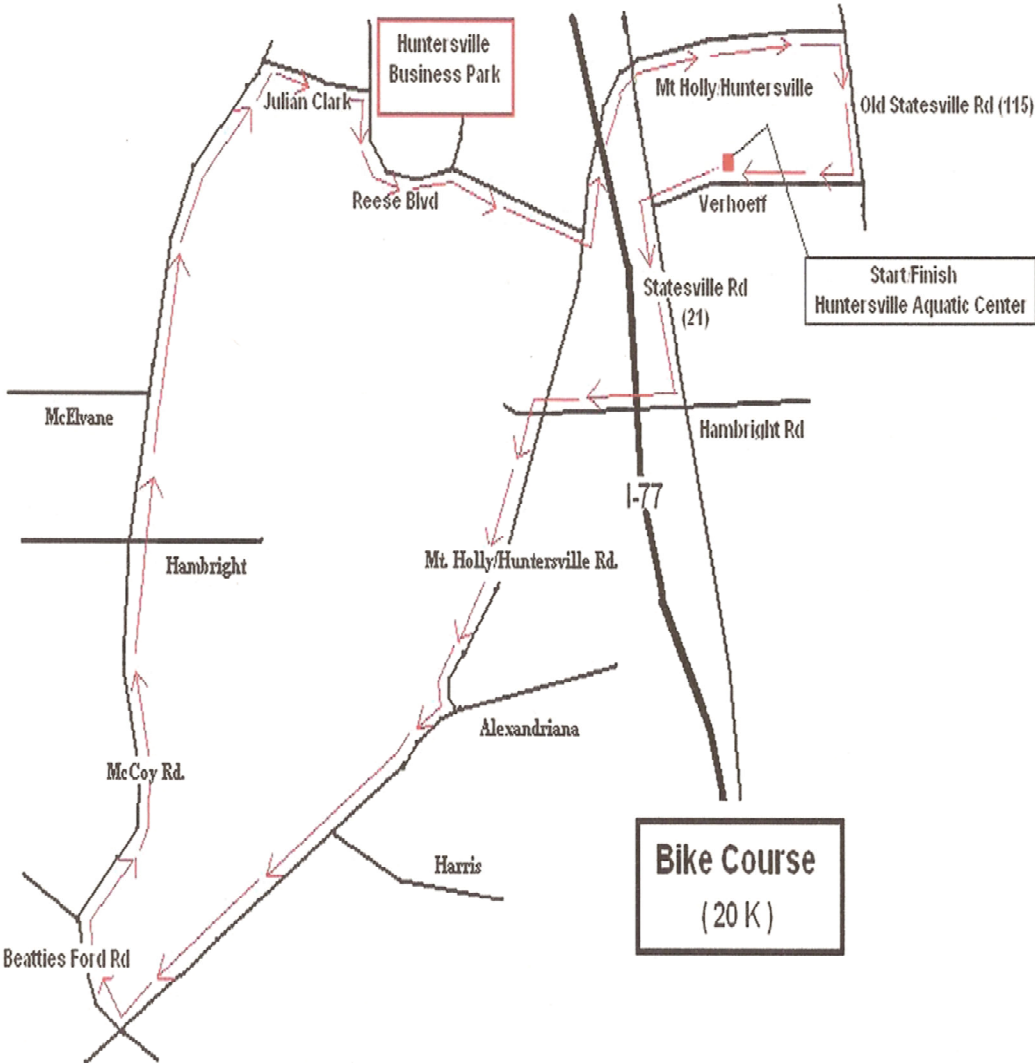 Huntersville
Business Park
Julian Clark
Mt Holly/Huntersville
Old Statesville Rd (115)
Reese Blvd
Verhoeff
Start/Finish
Huntersville Aquatic Center
Statesville Rd
(21)
McElvane
Hambright Rd
I-77
Hambright
Mt. Holly/Huntersville Rd.
Alexandriana
McCoy Rd.
Harris
Bike Course
(20 K)
Beatties Ford Rd